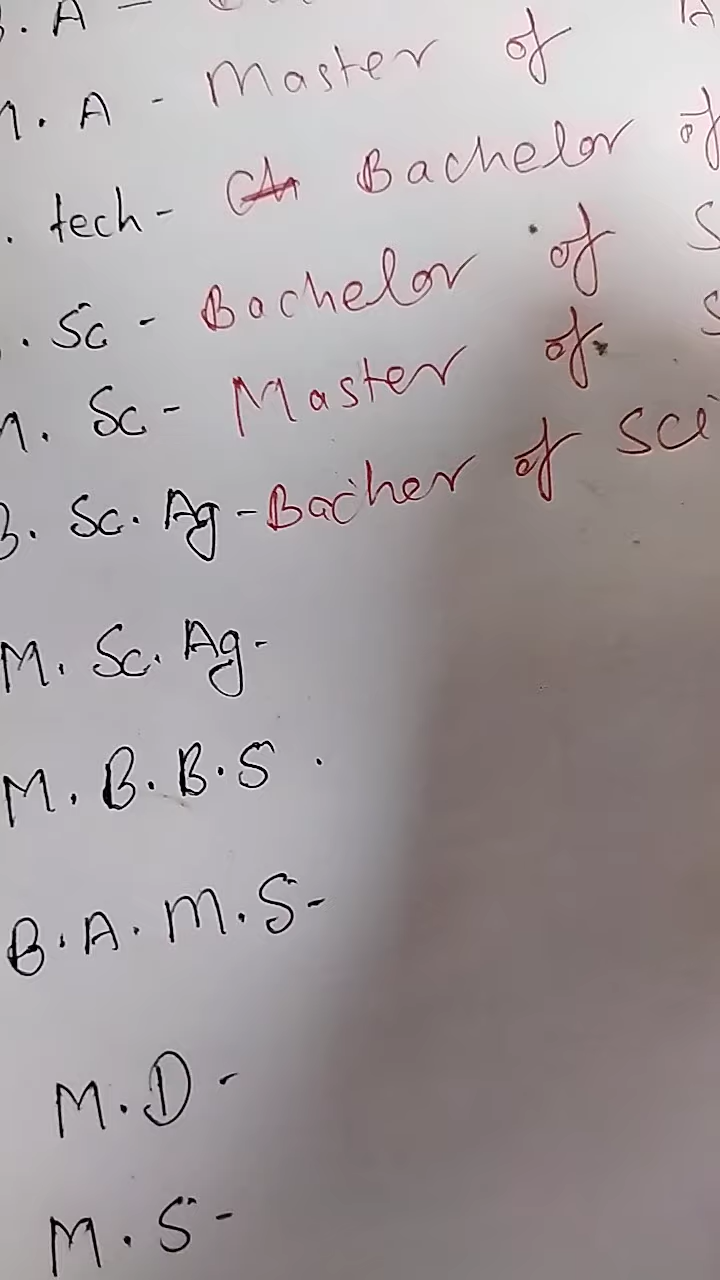 . A -
M. A - Master of A
. tech- Bachelor of
. Sc - Bachelor of S
M. Sc- Master of S
B. Sc. Ag - Bacher of Sci
M. Sc. Ag-
M. B. B. S .
B. A. M. S-
M. D -
M. S -